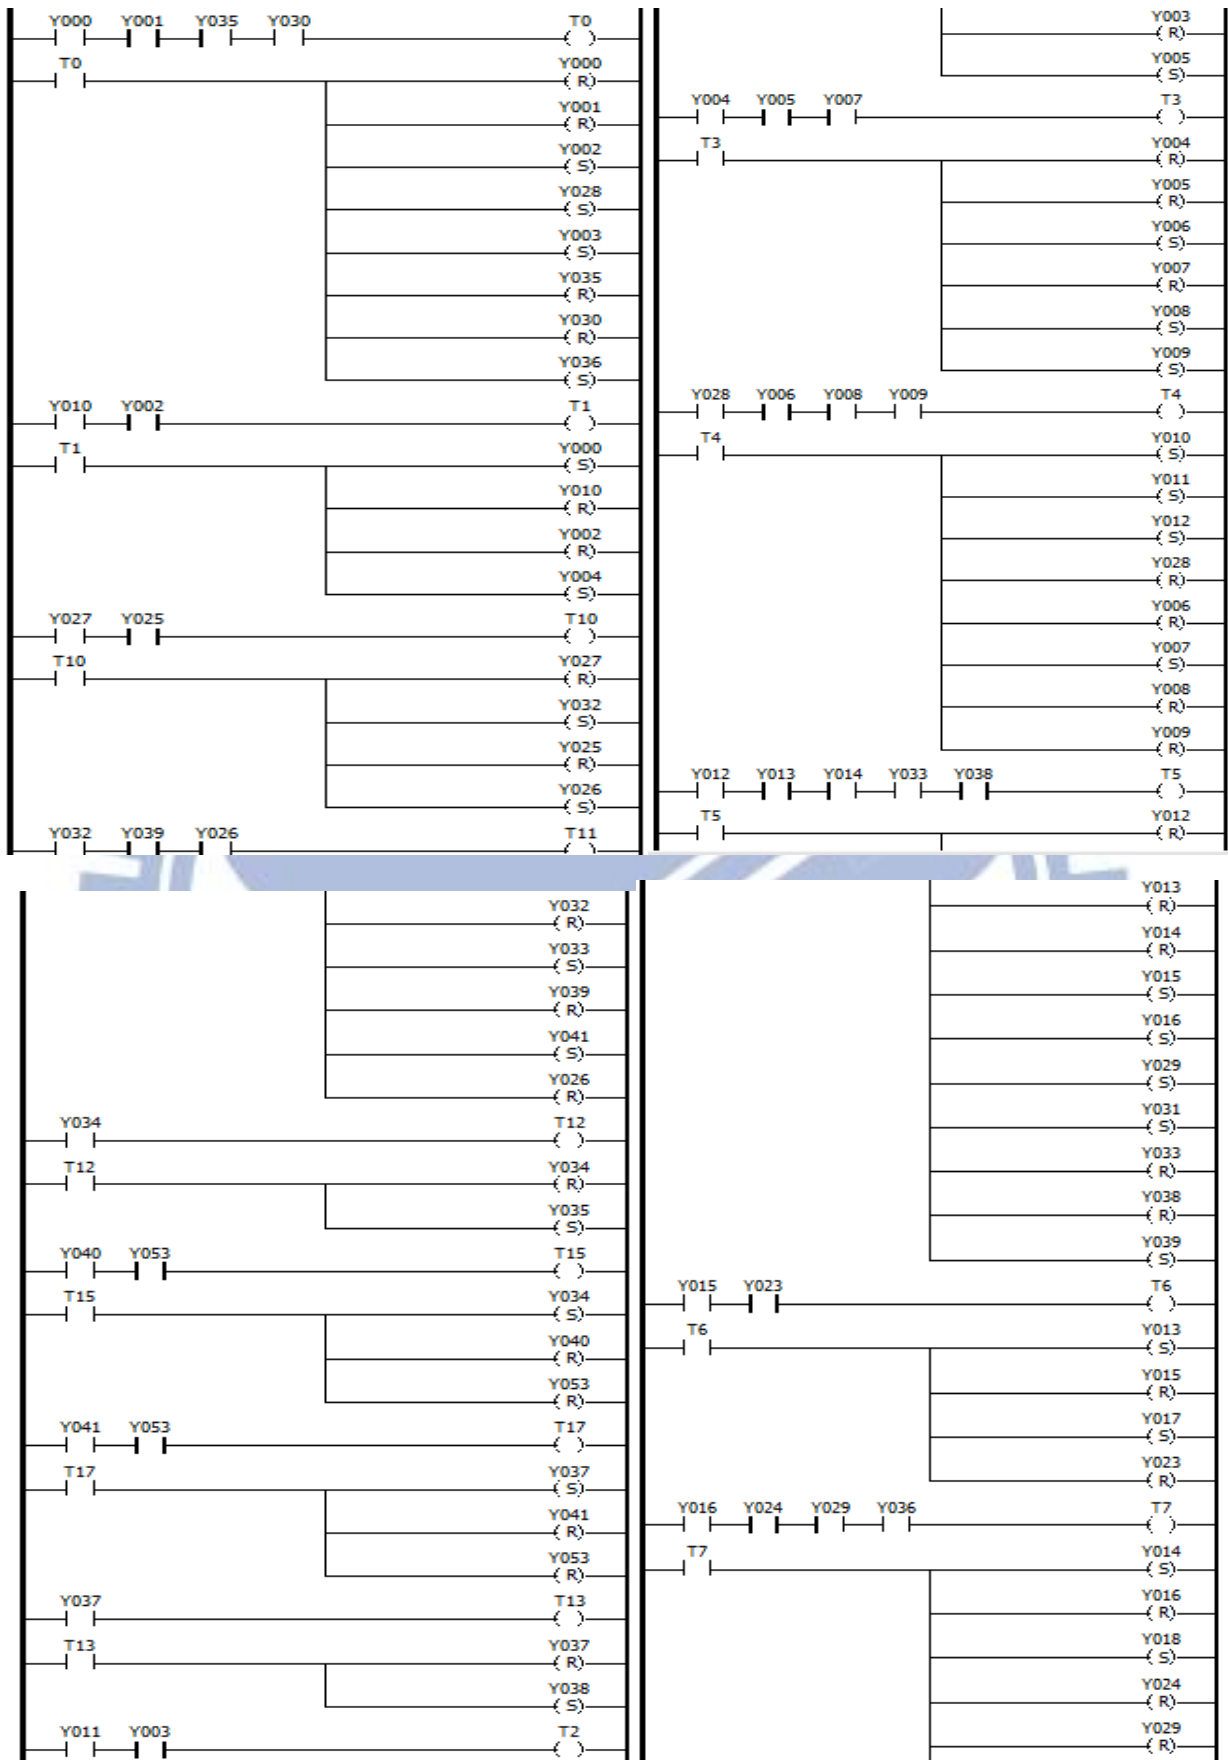 Y000 Y001 Y035 Y030 T0
( )
T0 Y000
( R)
Y001
( R)
Y002
( S)
Y028
( S)
Y003
( S)
Y035
( R)
Y030
( R)
Y036
( S)
Y010 Y002 T1
( )
T1 Y000
( S)
Y010
( R)
Y002
( R)
Y004
( S)
Y027 Y025 T10
( )
T10 Y027
( R)
Y032
( S)
Y025
( R)
Y026
( S)
Y032 Y039 Y026 T11
( )
Y003
( R)
Y005
( S)
Y004 Y005 Y007 T3
( )
T3 Y004
( R)
Y005
( R)
Y006
( S)
Y007
( R)
Y008
( S)
Y009
( S)
Y028 Y006 Y008 Y009 T4
( )
T4 Y010
( S)
Y011
( S)
Y012
( S)
Y028
( R)
Y006
( R)
Y007
( S)
Y008
( R)
Y009
( R)
Y012 Y013 Y014 Y033 Y038 T5
( )
T5 Y012
( R)
Y032
( R)
Y033
( S)
Y039
( R)
Y041
( S)
Y026
( R)
Y034 T12
( )
T12 Y034
( R)
Y035
( S)
Y040 Y053 T15
( )
T15 Y034
( S)
Y040
( R)
Y053
( R)
Y041 Y053 T17
( )
T17 Y037
( S)
Y041
( R)
Y053
( R)
Y037 T13
( )
T13 Y037
( R)
Y038
( S)
Y011 Y003 T2
( )
Y013
( R)
Y014
( R)
Y015
( S)
Y016
( S)
Y029
( S)
Y031
( S)
Y033
( R)
Y038
( R)
Y039
( S)
Y015 Y023 T6
( )
T6 Y013
( S)
Y015
( R)
Y017
( S)
Y023
( R)
Y016 Y024 Y029 Y036 T7
( )
T7 Y014
( S)
Y016
( R)
Y018
( S)
Y024
( R)
Y029
( R)